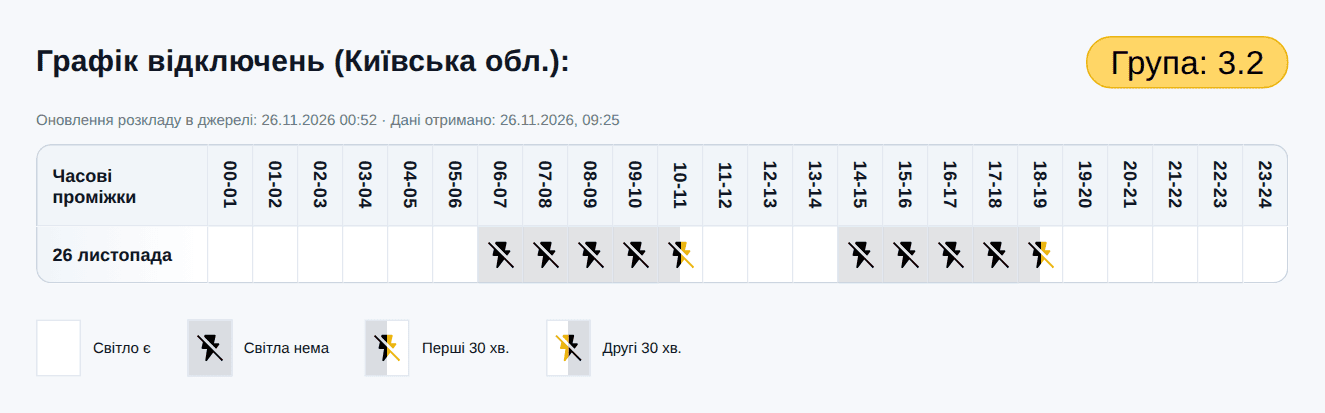 Графік відключень (Київська обл.):
Група: 3.2
Оновлення розкладу в джерелі: 26.11.2026 00:52 · Дані отримано: 26.11.2026, 09:25
Часові
проміжки
00-01
01-02
02-03
03-04
04-05
05-06
06-07
07-08
08-09
09-10
10-11
11-12
12-13
13-14
14-15
15-16
16-17
17-18
18-19
19-20
20-21
21-22
22-23
23-24
26 листопада
Світло є
Світла нема
Перші 30 хв.
Другі 30 хв.